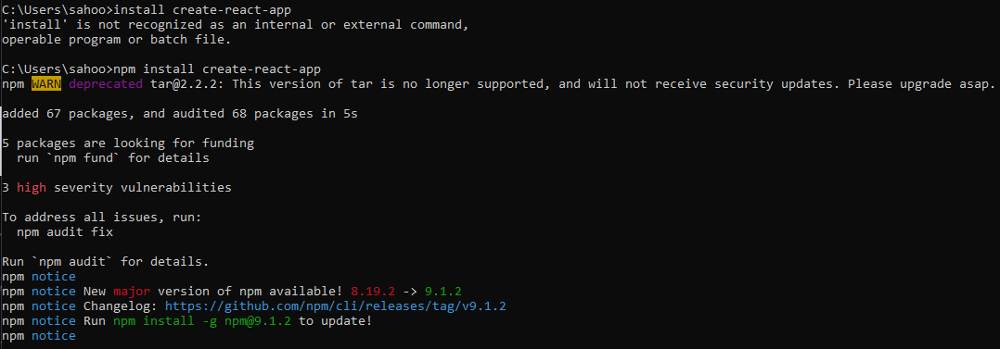 C:\Users\sahoo>install create-react-app
'install' is not recognized as an internal or external command,
operable program or batch file.
C:\Users\sahoo>npm install create-react-app
npm WARN deprecated tar@2.2.2: This version of tar is no longer supported, and will not receive security updates. Please upgrade asap.
added 67 packages, and audited 68 packages in 5s
5 packages are looking for funding
  run `npm fund` for details
3 high severity vulnerabilities
To address all issues, run:
  npm audit fix
Run `npm audit` for details.
npm notice
npm notice New major version of npm available! 8.19.2 -> 9.1.2
npm notice Changelog: https://github.com/npm/cli/releases/tag/v9.1.2
npm notice Run npm install -g npm@9.1.2 to update!
npm notice